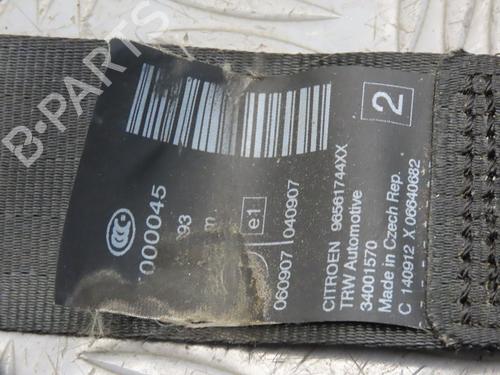 B-PARTS
2
000045
93
m
e1
060907 040907
CITROEN 96561744XX
TRW Automotive
34001570
Made in Czech Rep.
C 140912 X 06640682